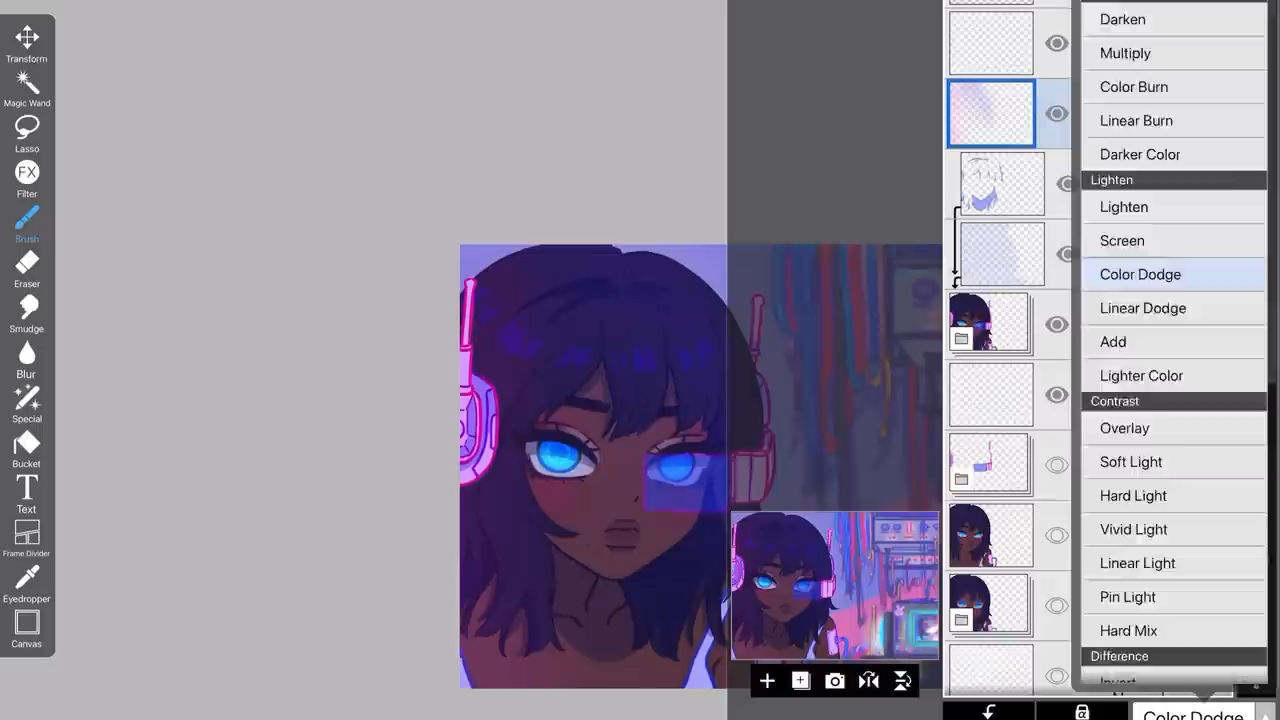 Transform
Magic Wand
Lasso
FX
Filter
Brush
Eraser
Smudge
Blur
Special
Bucket
T
Text
Frame Divider
Eyedropper
Canvas
Darken
Multiply
Color Burn
Linear Burn
Darker Color
Lighten
Lighten
Screen
Color Dodge
Linear Dodge
Add
Lighter Color
Contrast
Overlay
Soft Light
Hard Light
Vivid Light
Linear Light
Pin Light
Hard Mix
Difference
Invert
Color Dodge